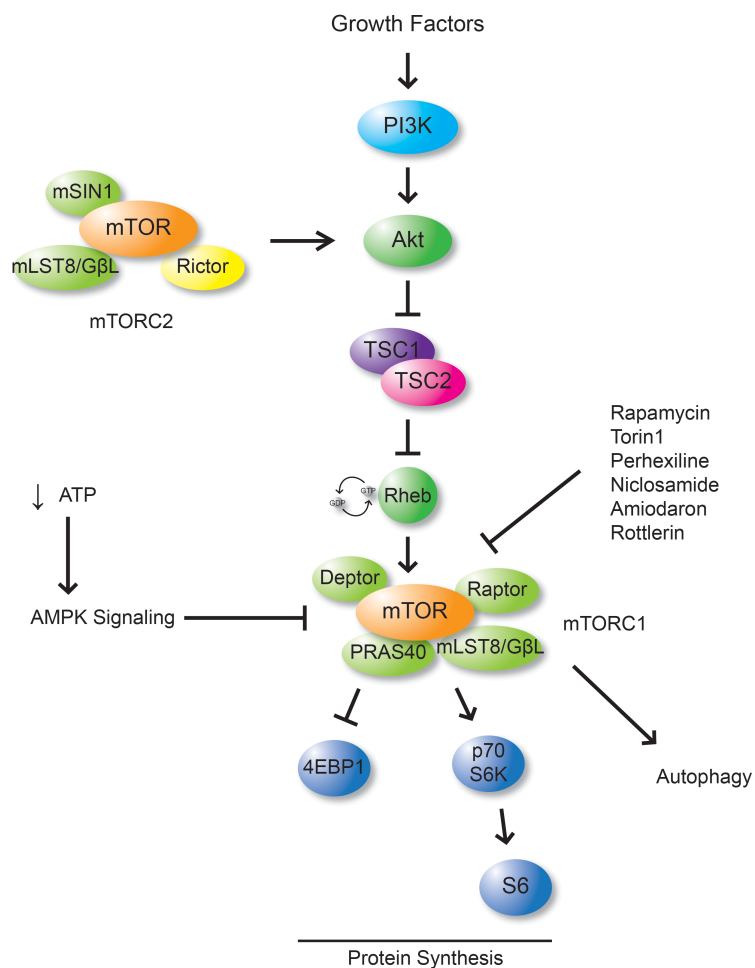 Growth Factors
PI3K
mSIN1
mTOR
mLST8/GβL
Rictor
mTORC2
Akt
TSC1
TSC2
Rapamycin
Torin1
Perhexiline
Niclosamide
Amiodaron
Rottlerin
↓ ATP
GTP
GDP
Rheb
AMPK Signaling
Deptor
Raptor
mTOR
PRAS40
mLST8/GβL
mTORC1
4EBP1
p70
S6K
Autophagy
S6
Protein Synthesis